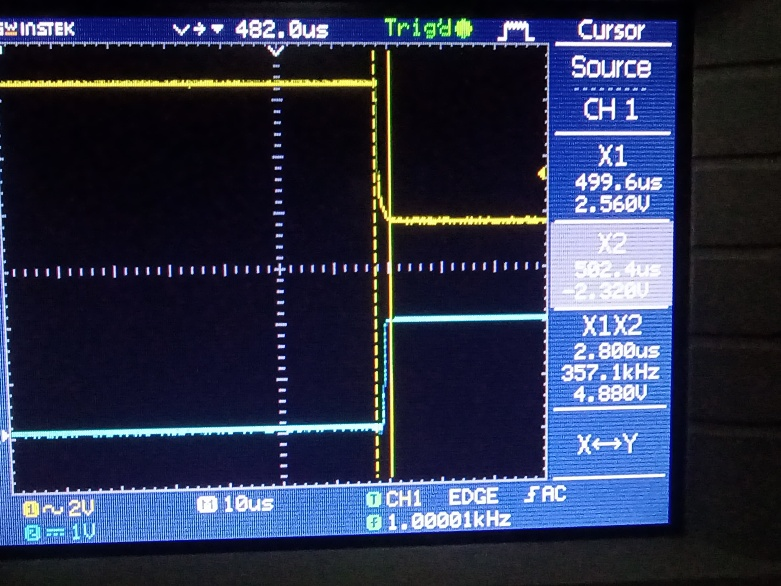 GW INSTEK
482.0us
Trig'd
Cursor
Source
CH 1
X1
499.6us
2.560V
X2
502.4us
-2.320V
X1X2
2.800us
357.1kHz
4.880V
X↔Y
1 ∿ 2V
M 10us
T CH1 EDGE AC
2 1V
f 1.00001kHz